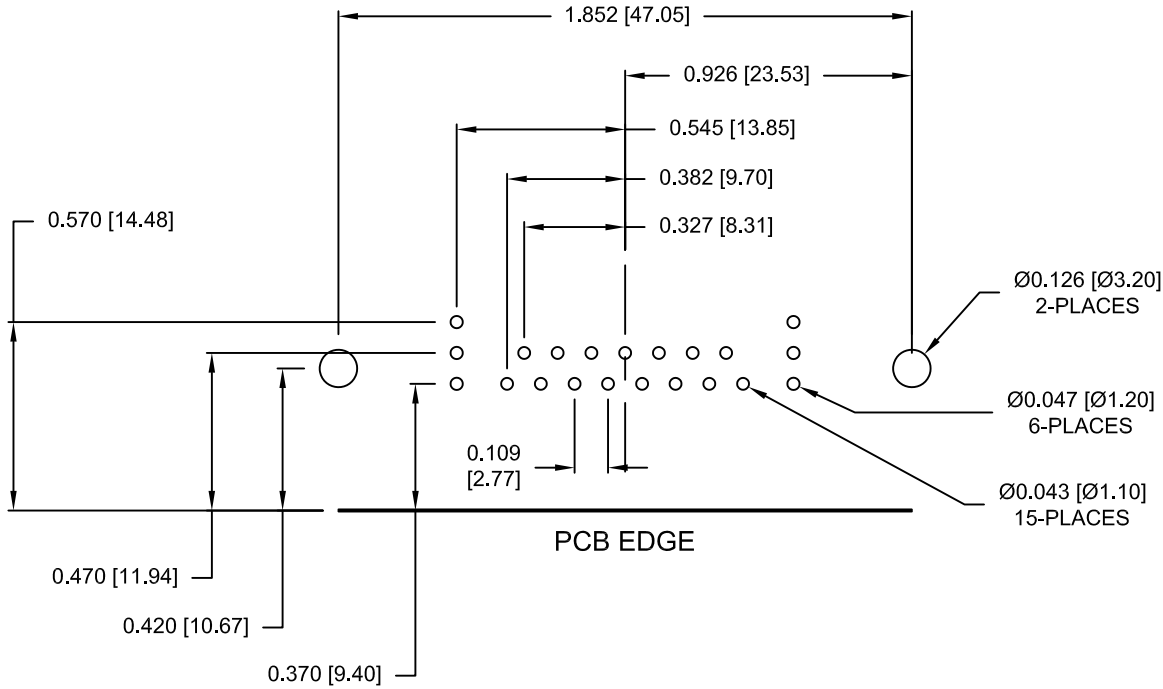 1.852 [47.05]
0.926 [23.53]
0.545 [13.85]
0.382 [9.70]
0.570 [14.48]
0.327 [8.31]
Ø0.126 [Ø3.20]
2-PLACES
Ø0.047 [Ø1.20]
6-PLACES
0.109
[2.77]
Ø0.043 [Ø1.10]
15-PLACES
PCB EDGE
0.470 [11.94]
0.420 [10.67]
0.370 [9.40]